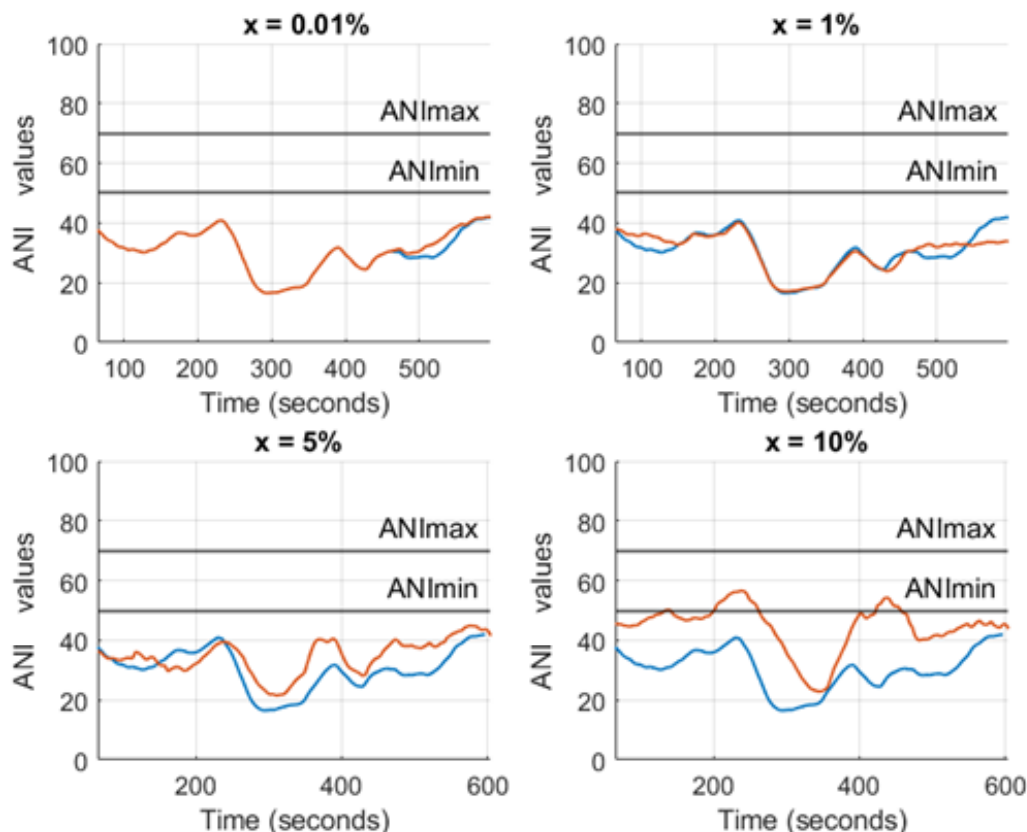 x = 0.01%
100
80
60
40
20
0
ANI values
ANImax
ANImin
100 200 300 400 500
Time (seconds)
x = 1%
100
80
60
40
20
0
ANI values
ANImax
ANImin
100 200 300 400 500
Time (seconds)
x = 5%
100
80
60
40
20
0
ANI values
ANImax
ANImin
200 400 600
Time (seconds)
x = 10%
100
80
60
40
20
0
ANI values
ANImax
ANImin
200 400 600
Time (seconds)